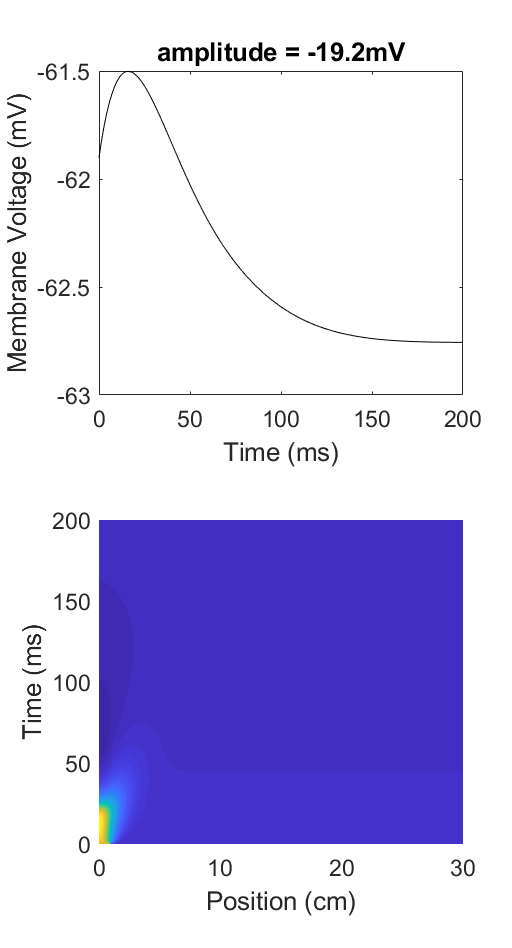 amplitude = -19.2mV
-61.5
-62
-62.5
-63
Membrane Voltage (mV)
0 50 100 150 200
Time (ms)
200
150
100
50
0
Time (ms)
0 10 20 30
Position (cm)